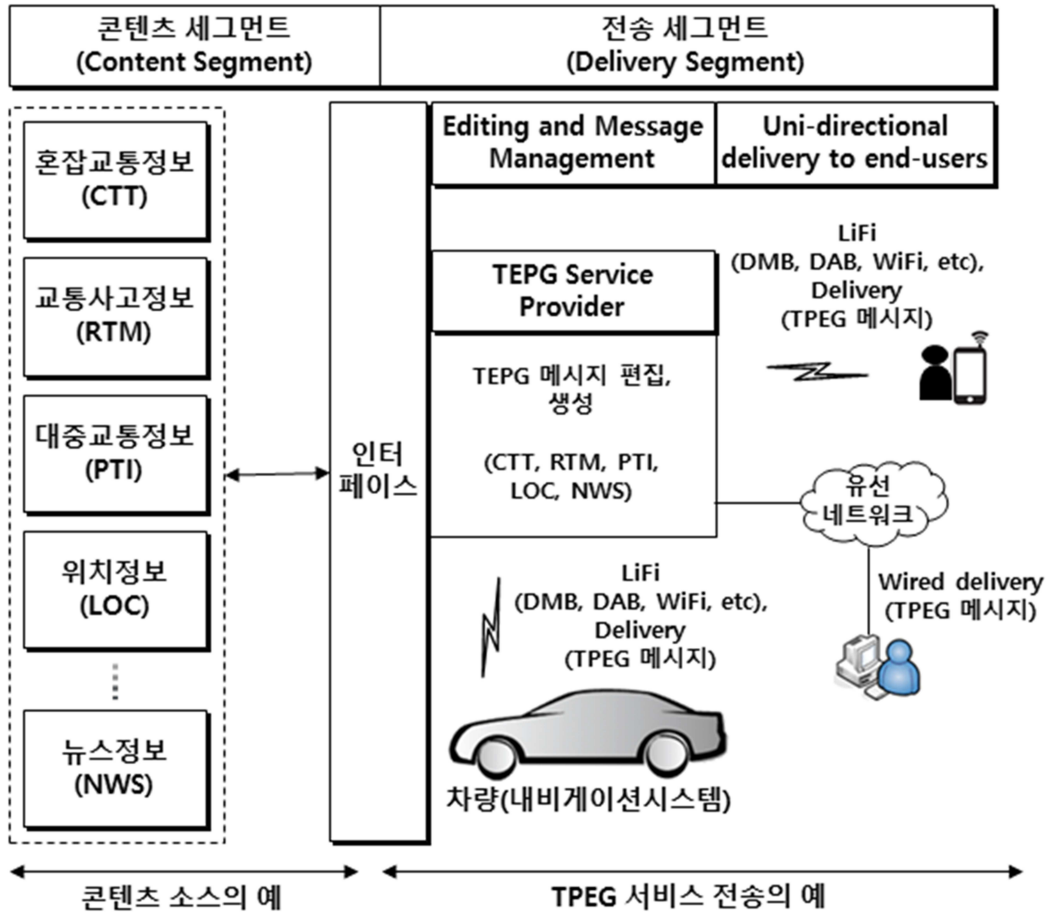 콘텐츠 세그먼트
(Content Segment)
전송 세그먼트
(Delivery Segment)
혼잡교통정보
(CTT)
교통사고정보
(RTM)
대중교통정보
(PTI)
위치정보
(LOC)
뉴스정보
(NWS)
인터
페이스
Editing and Message
Management
Uni-directional
delivery to end-users
TEPG Service
Provider
TEPG 메시지 편집,
생성
(CTT, RTM, PTI,
LOC, NWS)
LiFi
(DMB, DAB, WiFi, etc),
Delivery
(TPEG 메시지)
유선
네트워크
Wired delivery
(TPEG 메시지)
LiFi
(DMB, DAB, WiFi, etc),
Delivery
(TPEG 메시지)
차량(내비게이션시스템)
콘텐츠 소스의 예
TPEG 서비스 전송의 예